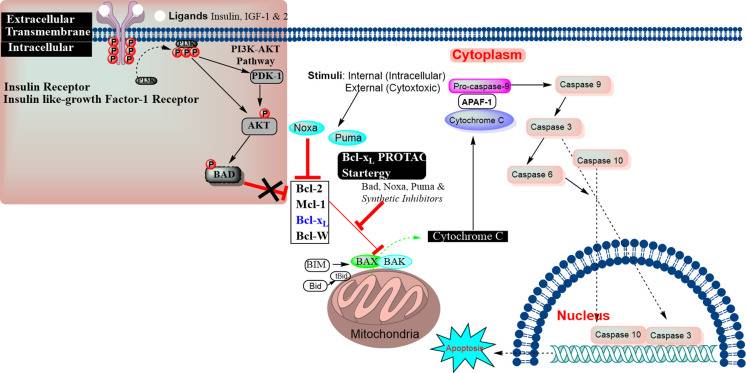 Extracellular
Transmembrane
Intracellular
Ligands Insulin, IGF-1 & 2
P P
P P
P P
PI3K
P P P
PI3K
PI3K-AKT
Pathway
PDK-1
Insulin Receptor
Insulin like-growth Factor-1 Receptor
P
AKT
P
BAD
Stimuli: Internal (Intracellular)
External (Cytoxtoxic)
Noxa
Puma
Bcl-xL PROTAC
Startergy
Bad, Noxa, Puma &
Synthetic Inhibitors
Bcl-2
Mcl-1
Bcl-xL
Bcl-W
BIM
BAX
BAK
tBid
Bid
Mitochondria
Cytochrome C
Cytoplasm
Pro-caspase-9
APAF-1
Cytochrome C
Caspase 9
Caspase 3
Caspase 10
Caspase 6
Nucleus
Caspase 10
Caspase 3
Apoptosis